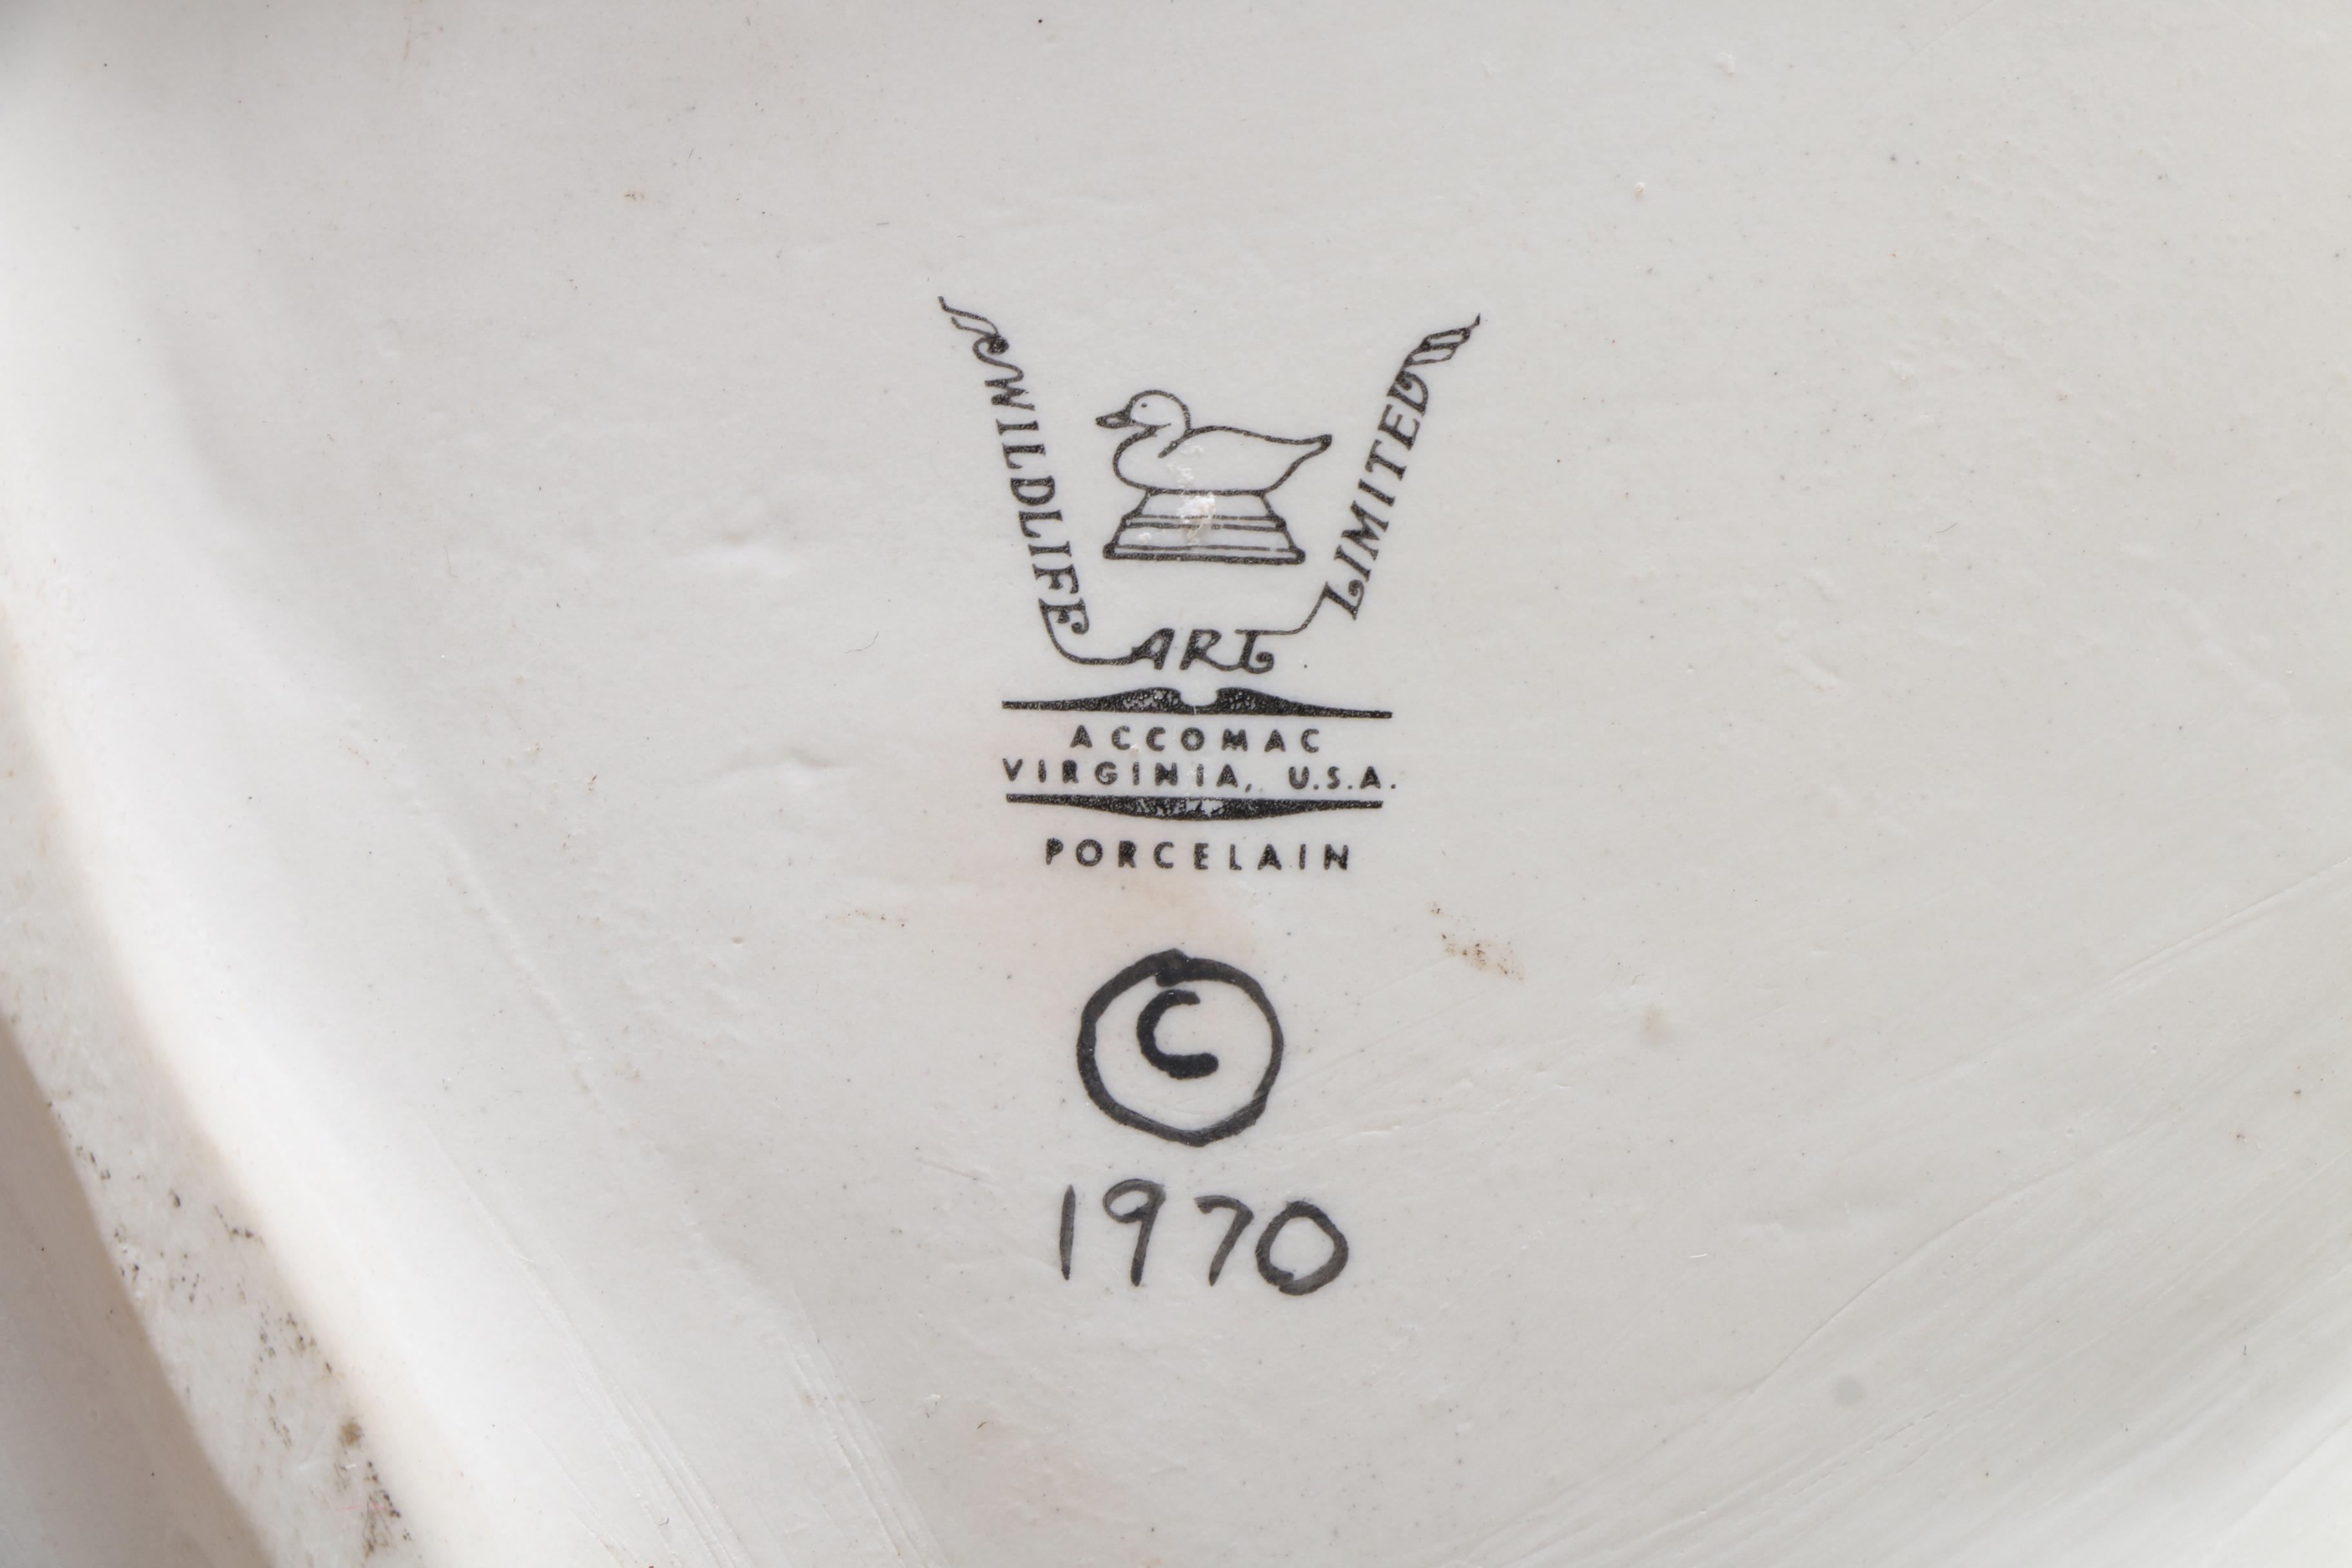 WILDLIFE
ART
LIMITED
ACCOMAC
VIRGINIA, U.S.A.
PORCELAIN
©
1970